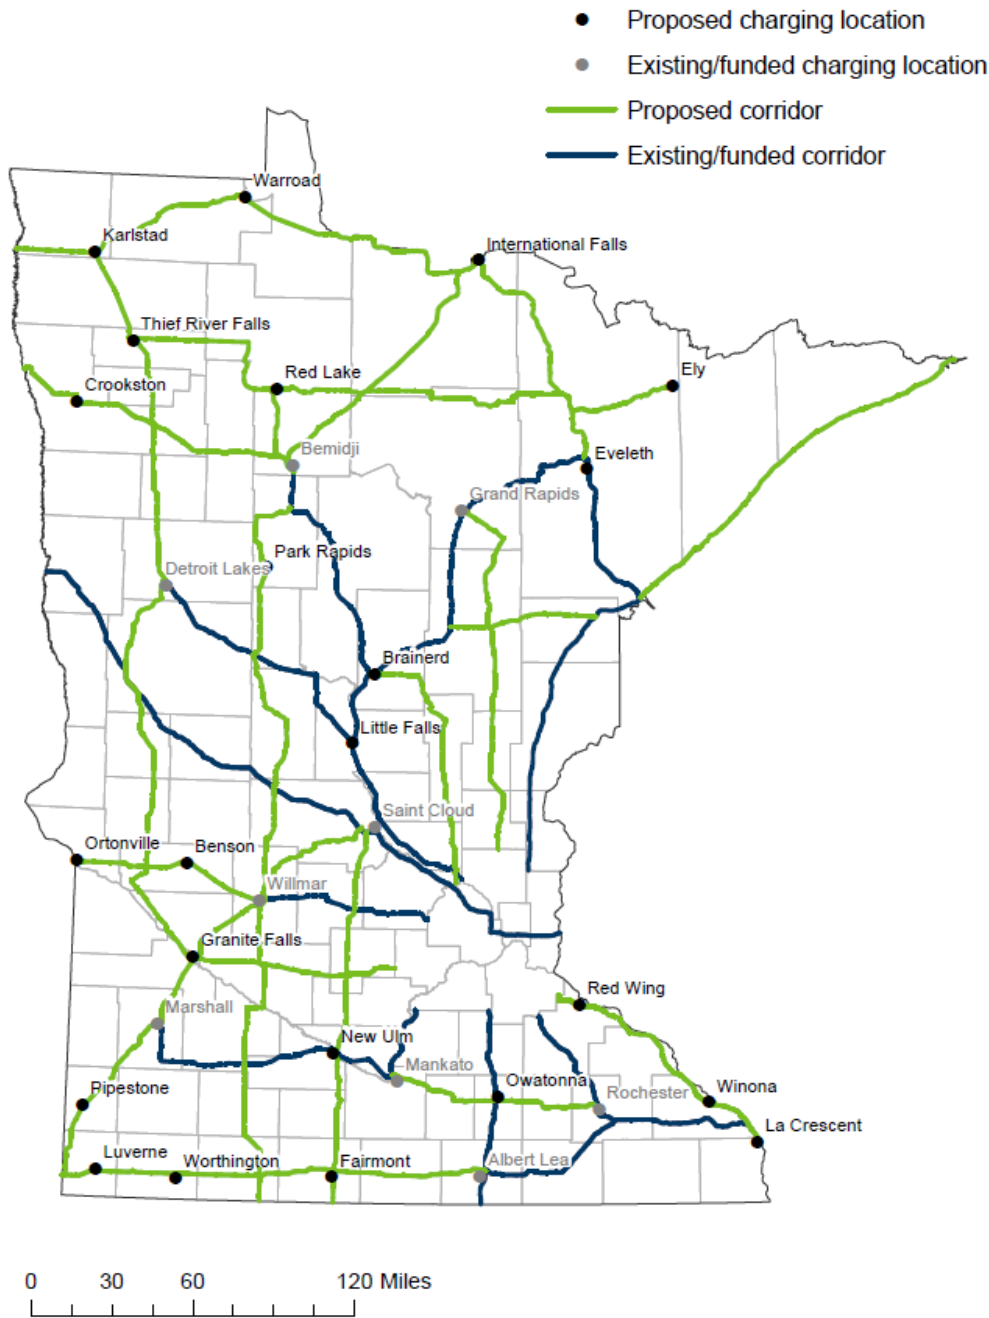 Proposed charging location
Existing/funded charging location
Proposed corridor
Existing/funded corridor
Warroad
Karlstad
International Falls
Thief River Falls
Red Lake
Ely
Crookston
Bemidji
Eveleth
Grand Rapids
Park Rapids
Detroit Lakes
Brainerd
Little Falls
Saint Cloud
Ortonville
Benson
Willmar
Granite Falls
Red Wing
Marshall
New Ulm
Mankato
Owatonna
Rochester
Winona
Pipestone
La Crescent
Luverne
Worthington
Fairmont
Albert Lea
0 30 60 120 Miles